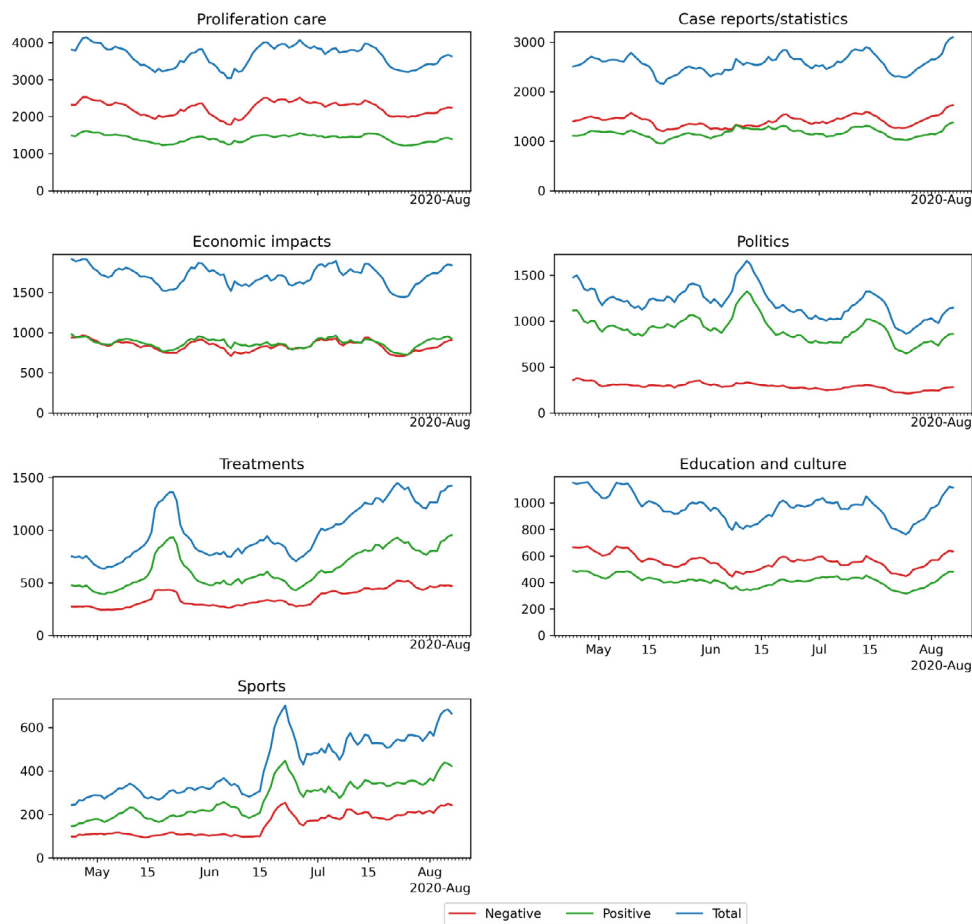 Proliferation care
4000
3000
2000
1000
0
2020-Aug
Case reports/statistics
3000
2000
1000
0
2020-Aug
Economic impacts
1500
1000
500
0
2020-Aug
Politics
1500
1000
500
0
2020-Aug
Treatments
1500
1000
500
0
2020-Aug
Education and culture
1000
800
600
400
200
0
May 15 Jun 15 Jul 15 Aug
2020-Aug
Sports
600
400
200
0
May 15 Jun Jul 15 Aug
2020-Aug
Negative Positive Total